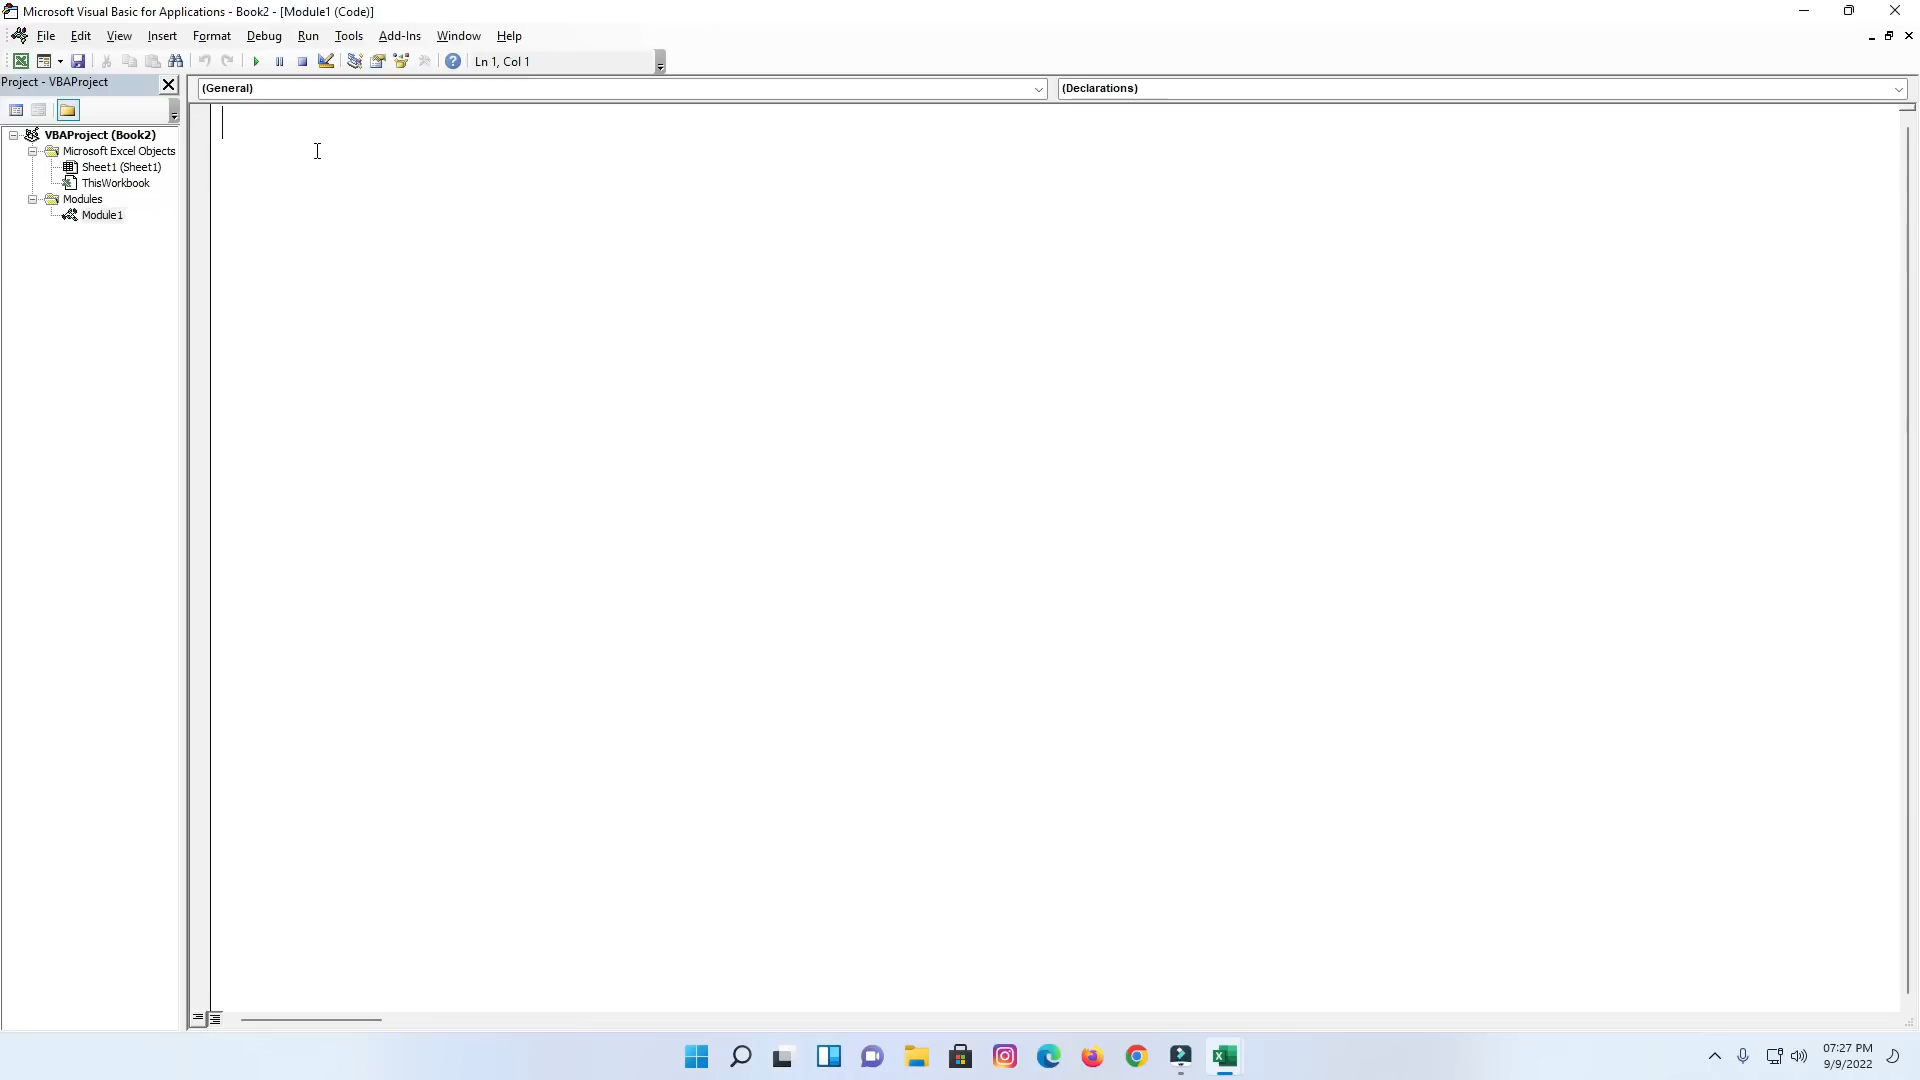 Microsoft Visual Basic for Applications - Book2 - [Module1 (Code)]
File Edit View Insert Format Debug Run Tools Add-Ins Window Help
Ln 1, Col 1
Project - VBAProject
(General) (Declarations)
VBAProject (Book2)
Microsoft Excel Objects
Sheet1 (Sheet1)
ThisWorkbook
Modules
Module1
07:27 PM
9/9/2022